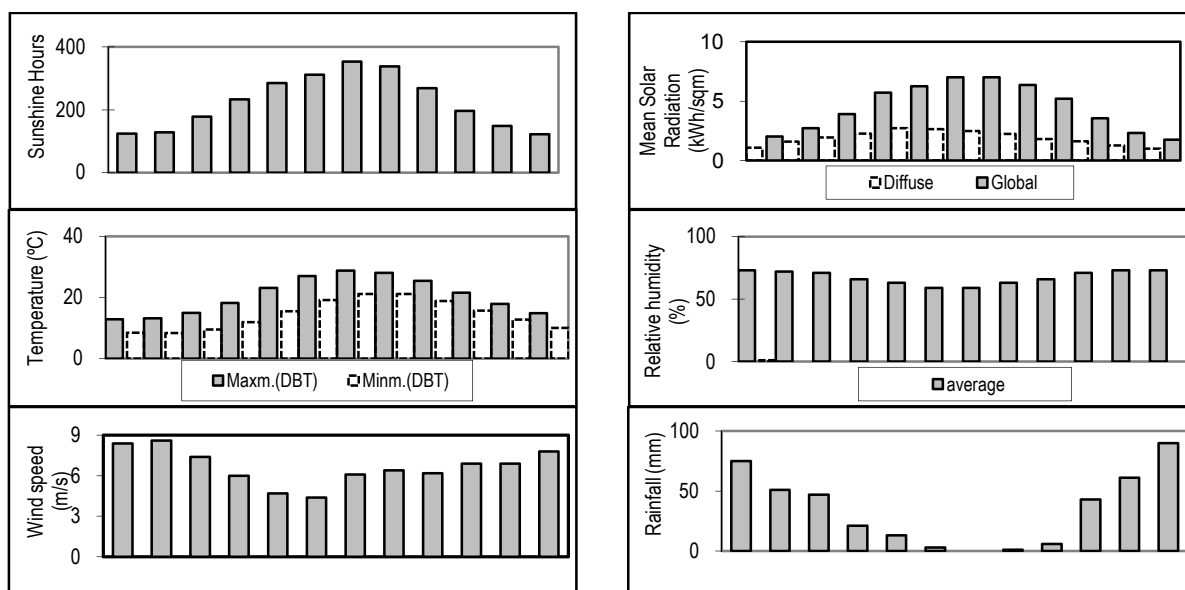 Sunshine Hours
400
200
0
Mean Solar
Radiation
(kWh/sqm)
10
5
0
Diffuse Global
Temperature (ºC)
40
20
0
Maxm.(DBT) Minm.(DBT)
Relative humidity
(%)
100
50
0
average
Wind speed
(m/s)
9
6
3
0
Rainfall (mm)
100
50
0